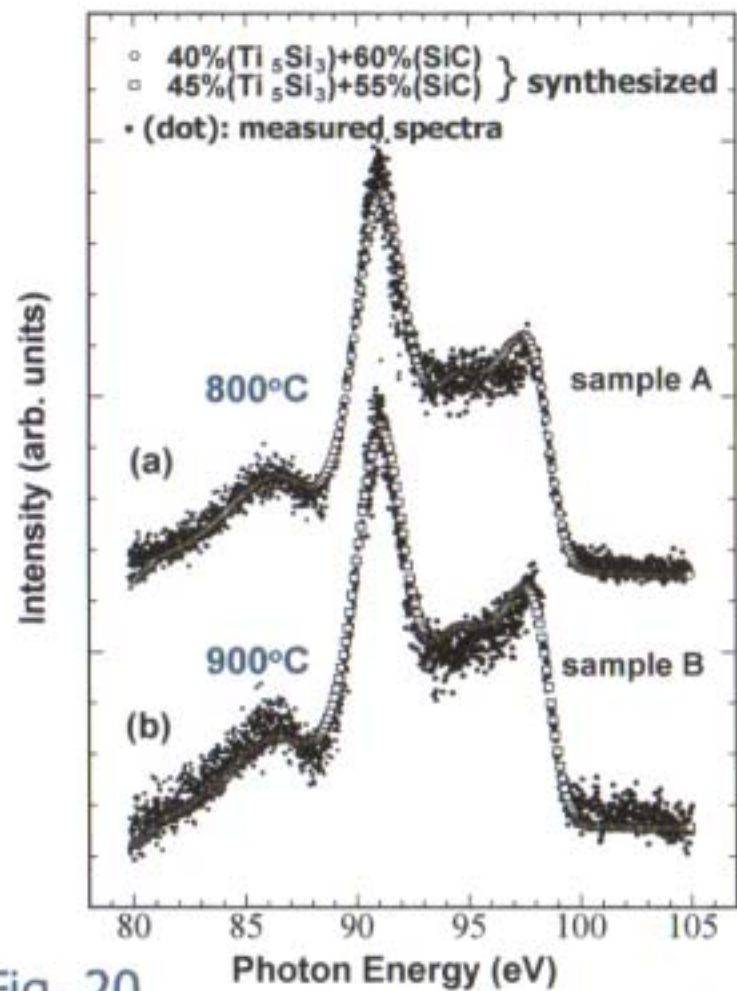 ○ 40%(Ti 5Si3)+60%(SiC)
□ 45%(Ti 5Si3)+55%(SiC)
} synthesized
• (dot): measured spectra
800°C
sample A
(a)
900°C
sample B
(b)
Intensity (arb. units)
80 85 90 95 100 105
Photon Energy (eV)
Fig. 20